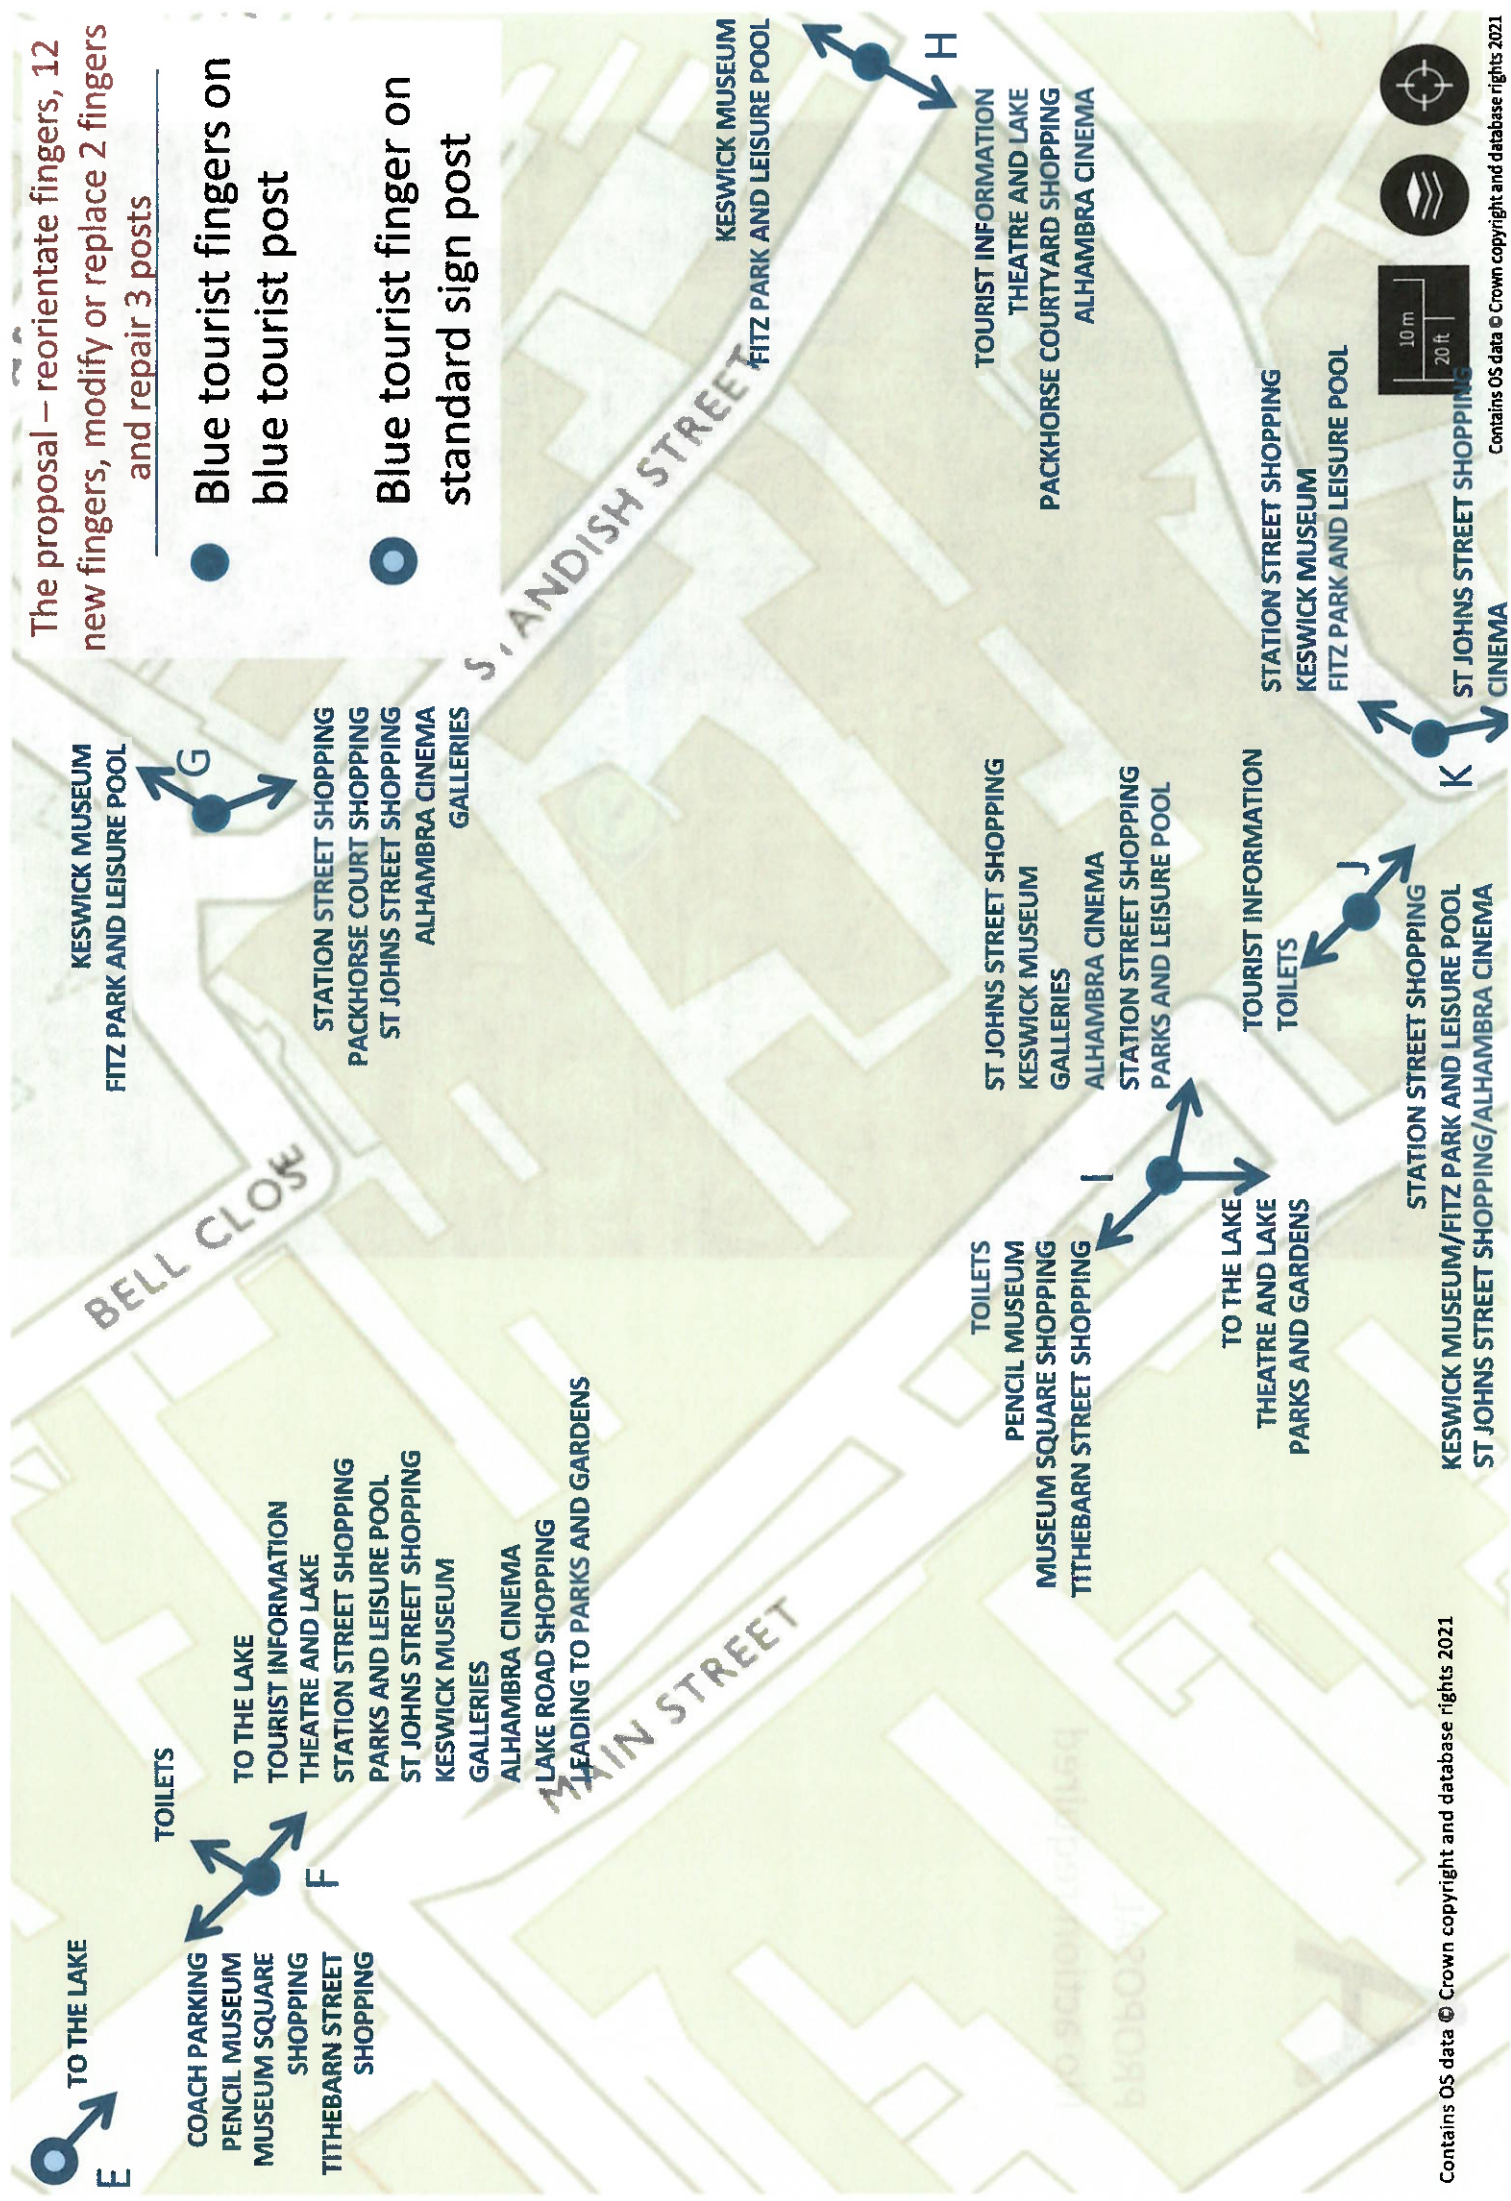 The proposal – reorientate fingers, 12
new fingers, modify or replace 2 fingers
and repair 3 posts
Blue tourist fingers on
blue tourist post
Blue tourist finger on
standard sign post
E
TO THE LAKE
TOILETS
COACH PARKING
PENCIL MUSEUM
MUSEUM SQUARE
SHOPPING
TITHEBARN STREET
SHOPPING
F
TO THE LAKE
TOURIST INFORMATION
THEATRE AND LAKE
STATION STREET SHOPPING
PARKS AND LEISURE POOL
ST JOHNS STREET SHOPPING
KESWICK MUSEUM
GALLERIES
ALHAMBRA CINEMA
LAKE ROAD SHOPPING
LEADING TO PARKS AND GARDENS
BELL CLOSE
KESWICK MUSEUM
FITZ PARK AND LEISURE POOL
G
STATION STREET SHOPPING
PACKHORSE COURT SHOPPING
ST JOHNS STREET SHOPPING
ALHAMBRA CINEMA
GALLERIES
STANDISH STREET
KESWICK MUSEUM
FITZ PARK AND LEISURE POOL
H
TOURIST INFORMATION
THEATRE AND LAKE
PACKHORSE COURTYARD SHOPPING
ALHAMBRA CINEMA
MAIN STREET
TOILETS
PENCIL MUSEUM
MUSEUM SQUARE SHOPPING
TITHEBARN STREET SHOPPING
I
ST JOHNS STREET SHOPPING
KESWICK MUSEUM
GALLERIES
ALHAMBRA CINEMA
STATION STREET SHOPPING
PARKS AND LEISURE POOL
TO THE LAKE
THEATRE AND LAKE
PARKS AND GARDENS
TOURIST INFORMATION
TOILETS
J
STATION STREET SHOPPING
KESWICK MUSEUM/FITZ PARK AND LEISURE POOL
ST JOHNS STREET SHOPPING/ALHAMBRA CINEMA
STATION STREET SHOPPING
KESWICK MUSEUM
FITZ PARK AND LEISURE POOL
K
ST JOHNS STREET SHOPPING
CINEMA
10 m
20 ft
Contains OS data © Crown copyright and database rights 2021
Contains OS data © Crown copyright and database rights 2021
PROPOSAL